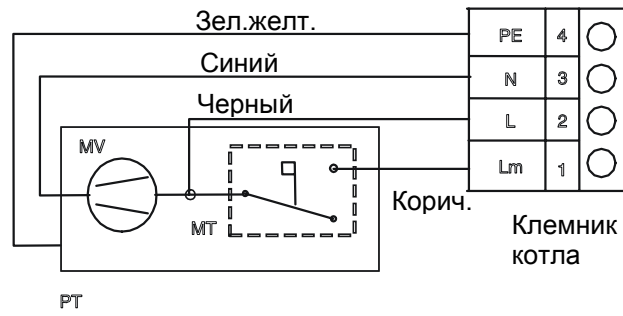 Зел.желт.
PE 4
Синий
N 3
Черный
L 2
MV
Lm 1
Корич.
MT
Клемник
котла
PT